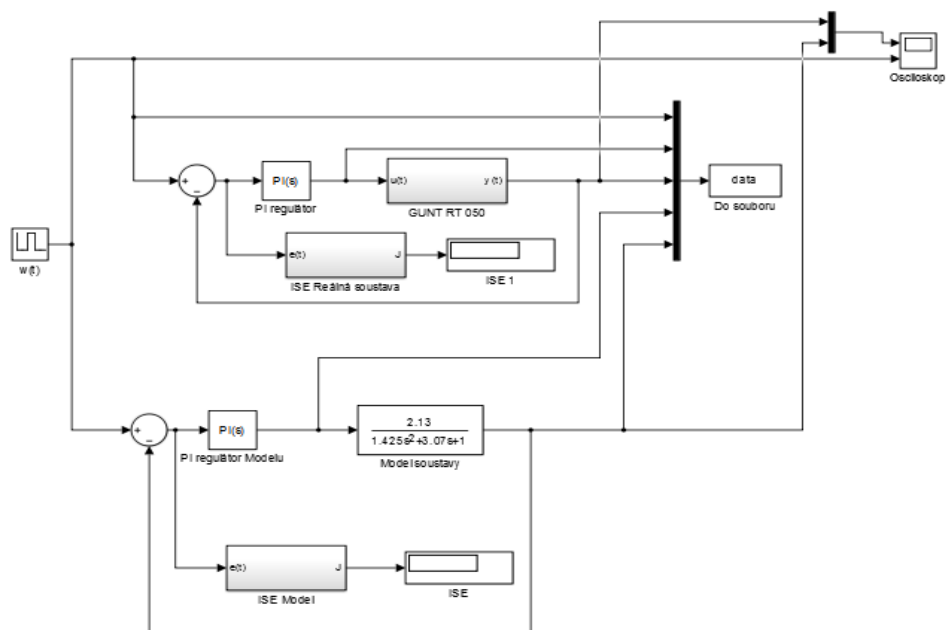 Osciloskop
PI(s)
PI regulátor
u(t)
y(t)
GUNT RT 050
data
Do souboru
w(t)
e(t)
J
ISE Reálná soustava
ISE 1
PI(s)
PI regulátor Modelu
2.13
1.425s²+3.07s+1
Model soustavy
e(t)
J
ISE Model
ISE